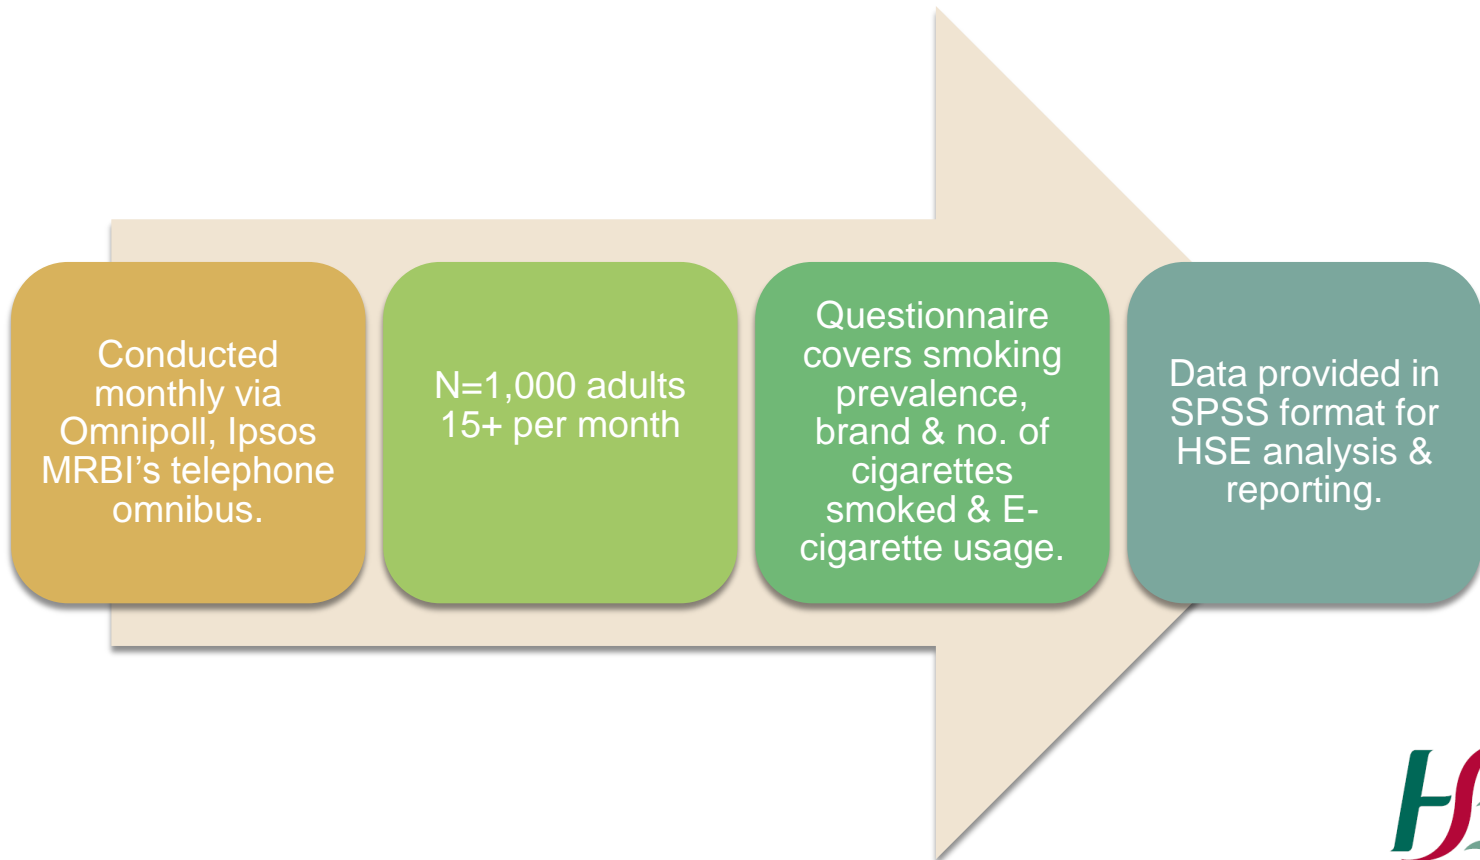 Conducted
monthly via
Omnipoll, Ipsos
MRBI’s telephone
omnibus.
N=1,000 adults
15+ per month
Questionnaire
covers smoking
prevalence,
brand & no. of
cigarettes
smoked & E-
cigarette usage.
Data provided in
SPSS format for
HSE analysis &
reporting.